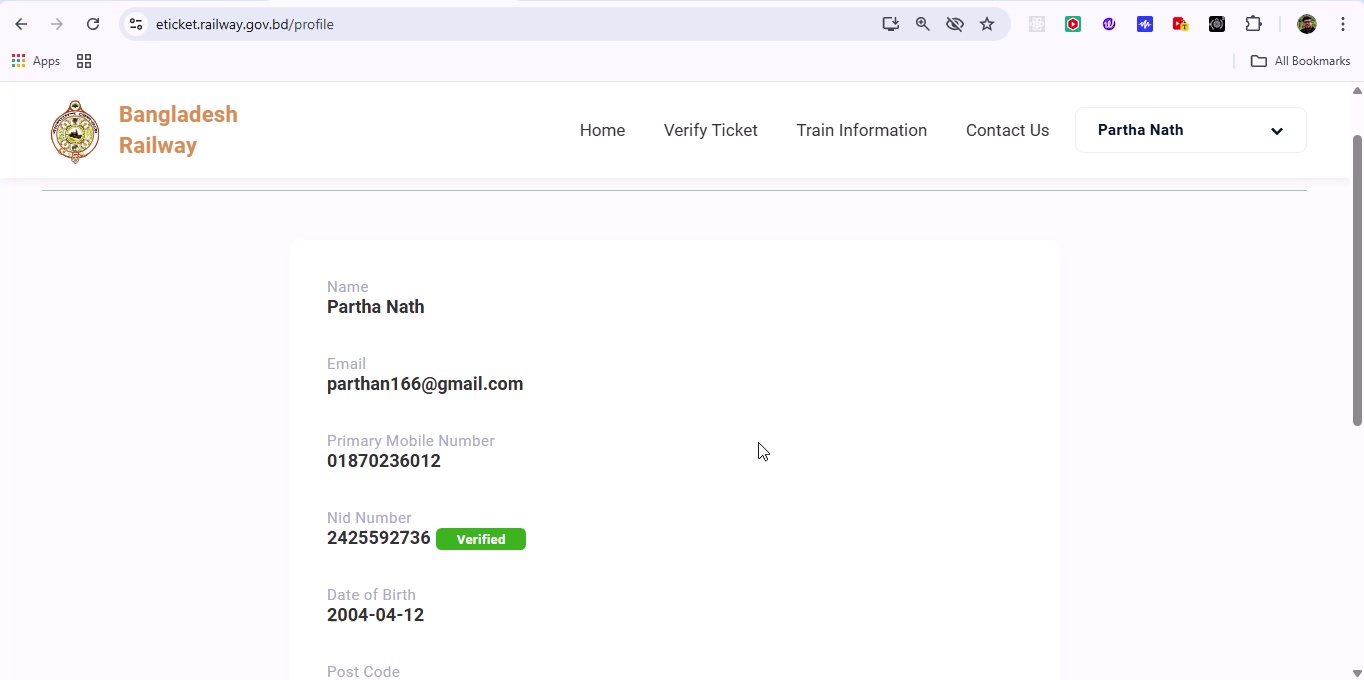 eticket.railway.gov.bd/profile
Apps
All Bookmarks
Bangladesh
Railway
Home
Verify Ticket
Train Information
Contact Us
Partha Nath
Name
Partha Nath
Email
parthan166@gmail.com
Primary Mobile Number
01870236012
Nid Number
2425592736 Verified
Date of Birth
2004-04-12
Post Code